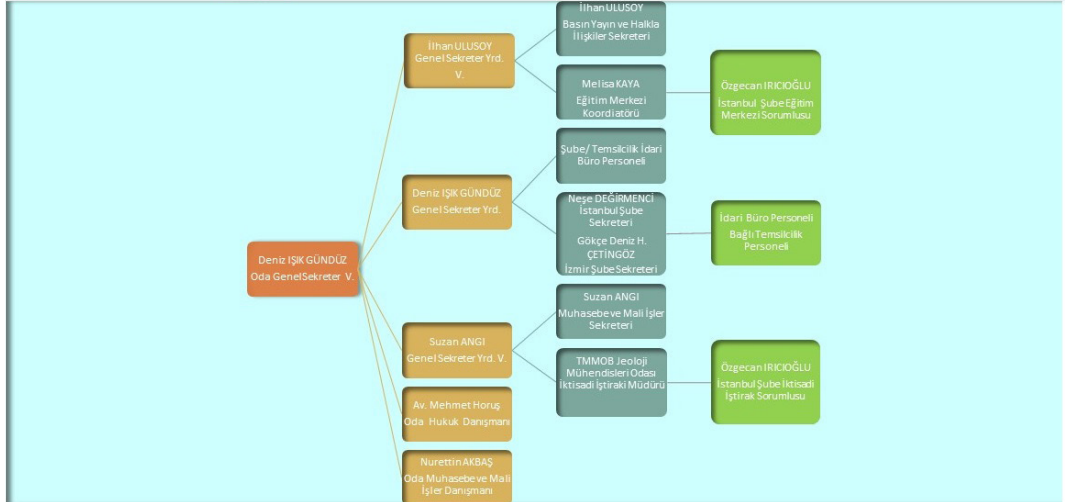 Deniz IŞIK GÜNDÜZ
Oda Genel Sekreter V.
İlhan ULUSOY
Genel Sekreter Yrd.
V.
İlhan ULUSOY
Basın Yayın ve Halkla
İlişkiler Sekreteri
Melisa KAYA
Eğitim Merkezi
Koordiatörü
Özgecan IRICIOĞLU
İstanbul Şube Eğitim
Merkezi Sorumlusu
Deniz IŞIK GÜNDÜZ
Genel Sekreter Yrd.
Şube/ Temsilcilik İdari
Büro Personeli
Neşe DEĞİRMENCİ
İstanbul Şube
Sekreteri
Gökçe Deniz H.
ÇETİNGÖZ
İzmir Şube Sekreteri
İdari Büro Personeli
Bağlı Temsilcilik
Personeli
Suzan ANGI
Genel Sekreter Yrd. V.
Suzan ANGI
Muhasebe ve Mali İşler
Sekreteri
TMMOB Jeoloji
Mühendisleri Odası
İktisadi İştiraki Müdürü
Özgecan IRICIOĞLU
İstanbul Şube İktisadi
İştirak Sorumlusu
Av. Mehmet Horuş
Oda Hukuk Danışmanı
Nurettin AKBAŞ
Oda Muhasebe ve Mali
İşler Danışmanı